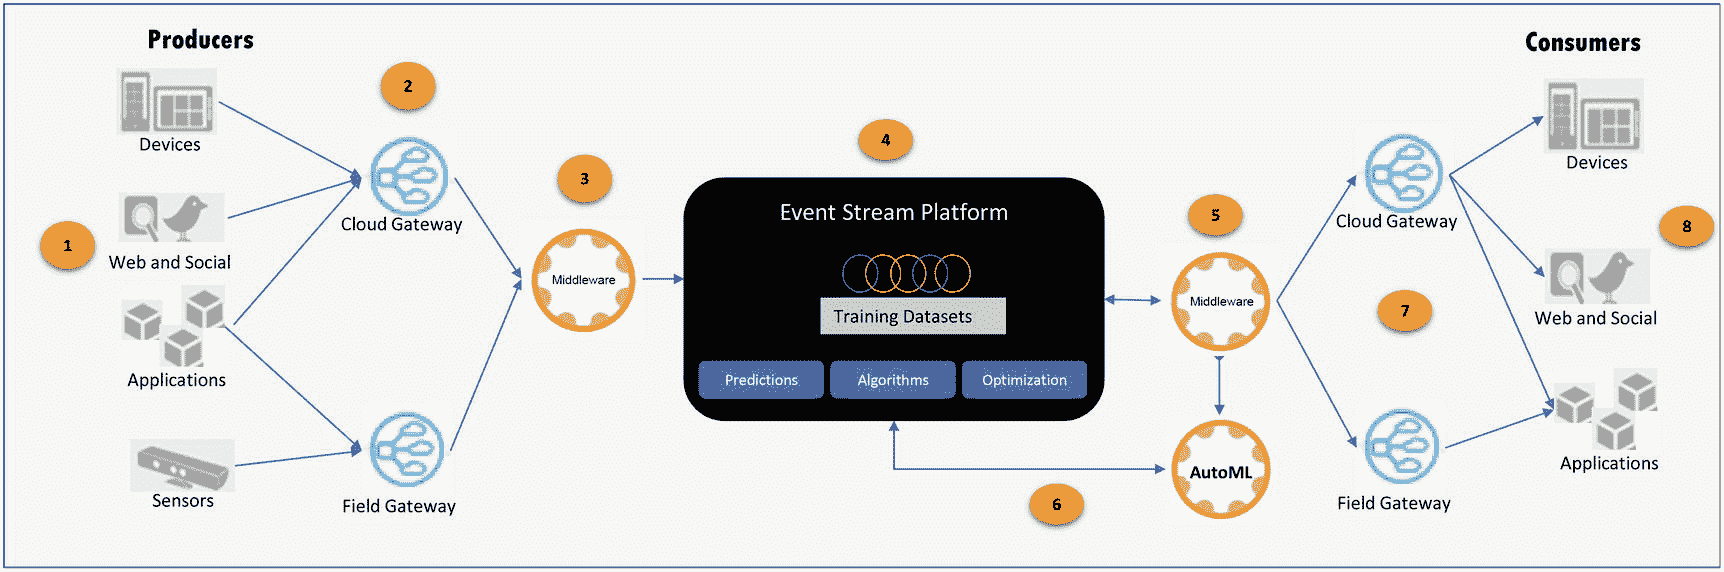 Producers
Consumers
2
Devices
Devices
4
3
1
Web and Social
Cloud Gateway
Middleware
Event Stream Platform
Training Datasets
Predictions
Algorithms
Optimization
5
Middleware
Cloud Gateway
8
7
Web and Social
Applications
Applications
Sensors
Field Gateway
6
AutoML
Field Gateway